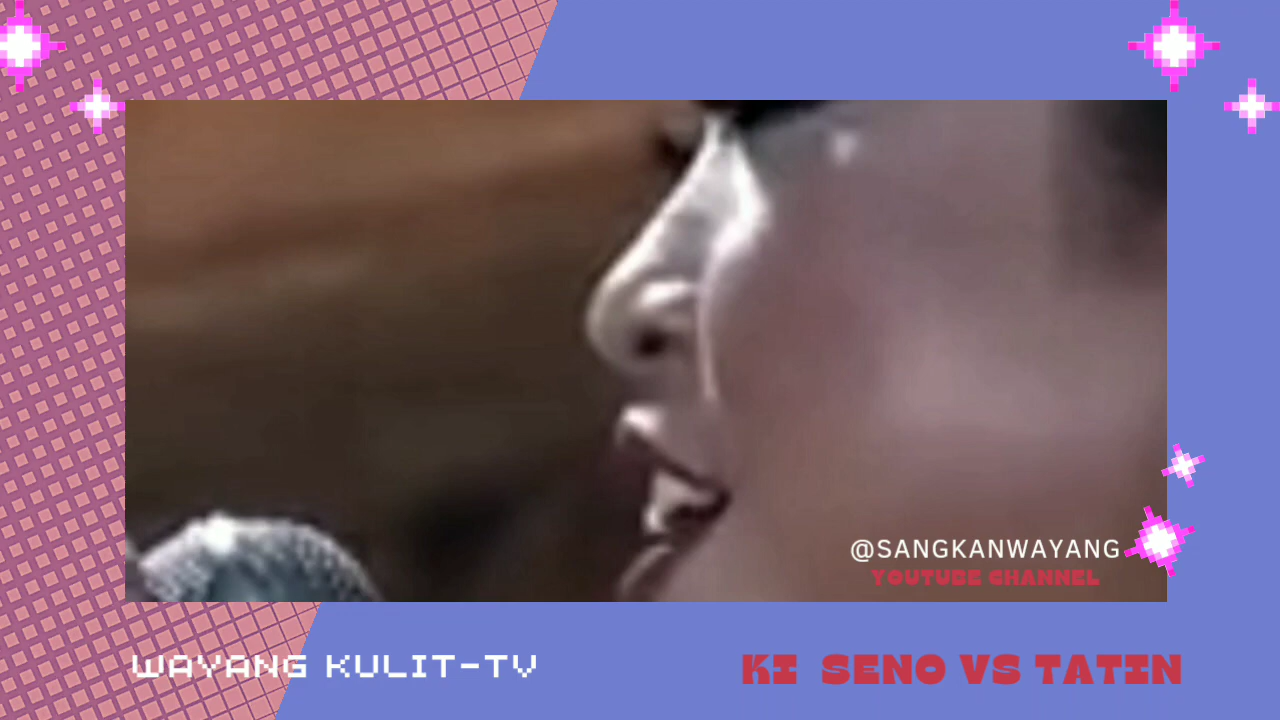 @SANGKANWAYANG
YOUTUBE CHANNEL
WAYANG KULIT-TV
KI SENO VS TATIN